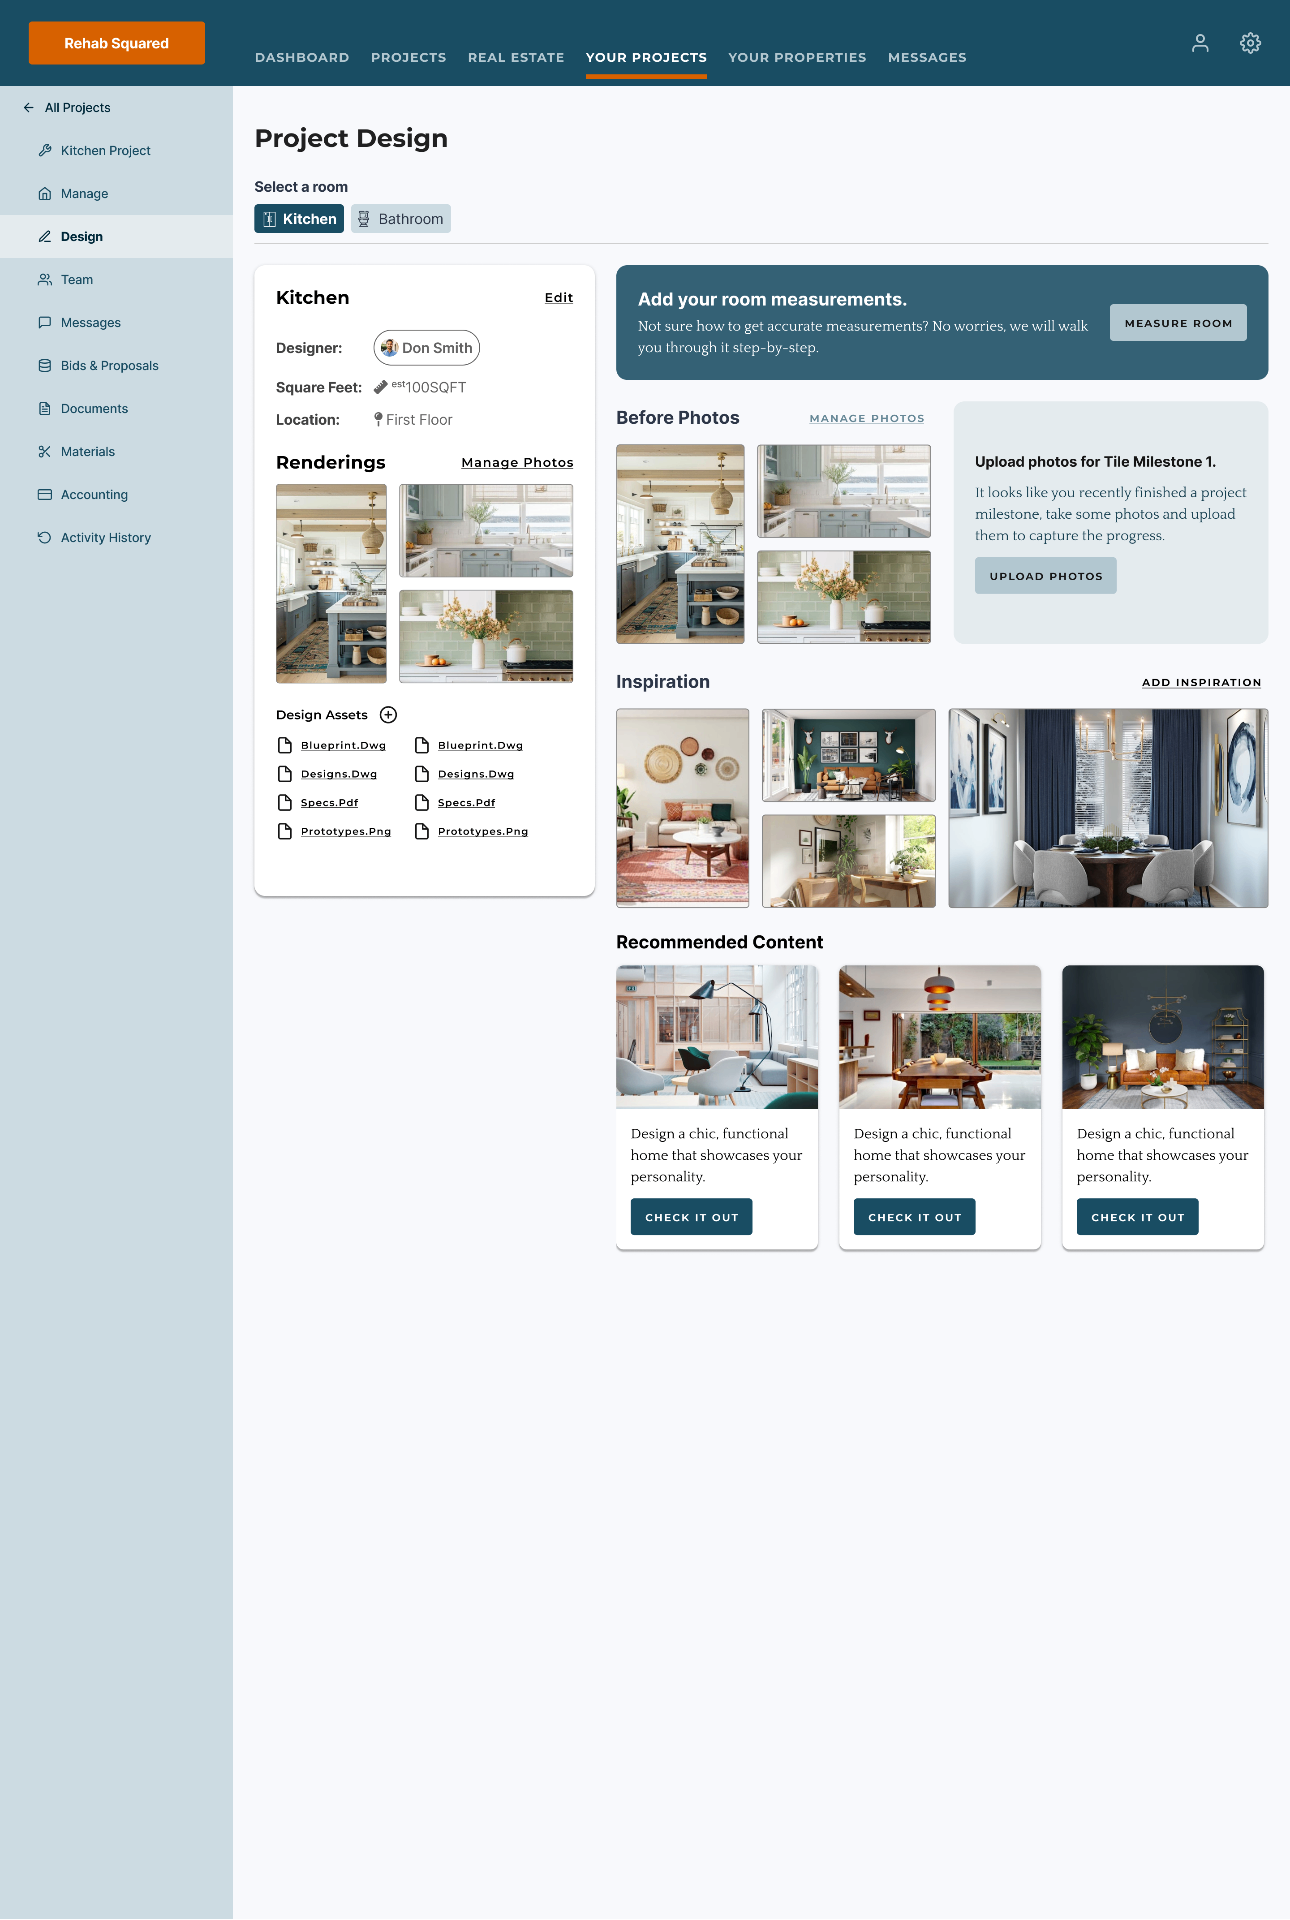 Rehab Squared
DASHBOARD
PROJECTS
REAL ESTATE
YOUR PROJECTS
YOUR PROPERTIES
MESSAGES
All Projects
Kitchen Project
Manage
Design
Team
Messages
Bids & Proposals
Documents
Materials
Accounting
Activity History
Project Design
Select a room
Kitchen
Bathroom
Kitchen
Edit
Designer:
Don Smith
Square Feet:
est100SQFT
Location:
First Floor
Renderings
Manage Photos
Design Assets
Blueprint.Dwg
Blueprint.Dwg
Designs.Dwg
Designs.Dwg
Specs.Pdf
Specs.Pdf
Prototypes.Png
Prototypes.Png
Add your room measurements.
Not sure how to get accurate measurements? No worries, we will walk
you through it step-by-step.
MEASURE ROOM
Before Photos
MANAGE PHOTOS
Upload photos for Tile Milestone 1.
It looks like you recently finished a project
milestone, take some photos and upload
them to capture the progress.
UPLOAD PHOTOS
Inspiration
ADD INSPIRATION
Recommended Content
Design a chic, functional
home that showcases your
personality.
CHECK IT OUT
Design a chic, functional
home that showcases your
personality.
CHECK IT OUT
Design a chic, functional
home that showcases your
personality.
CHECK IT OUT